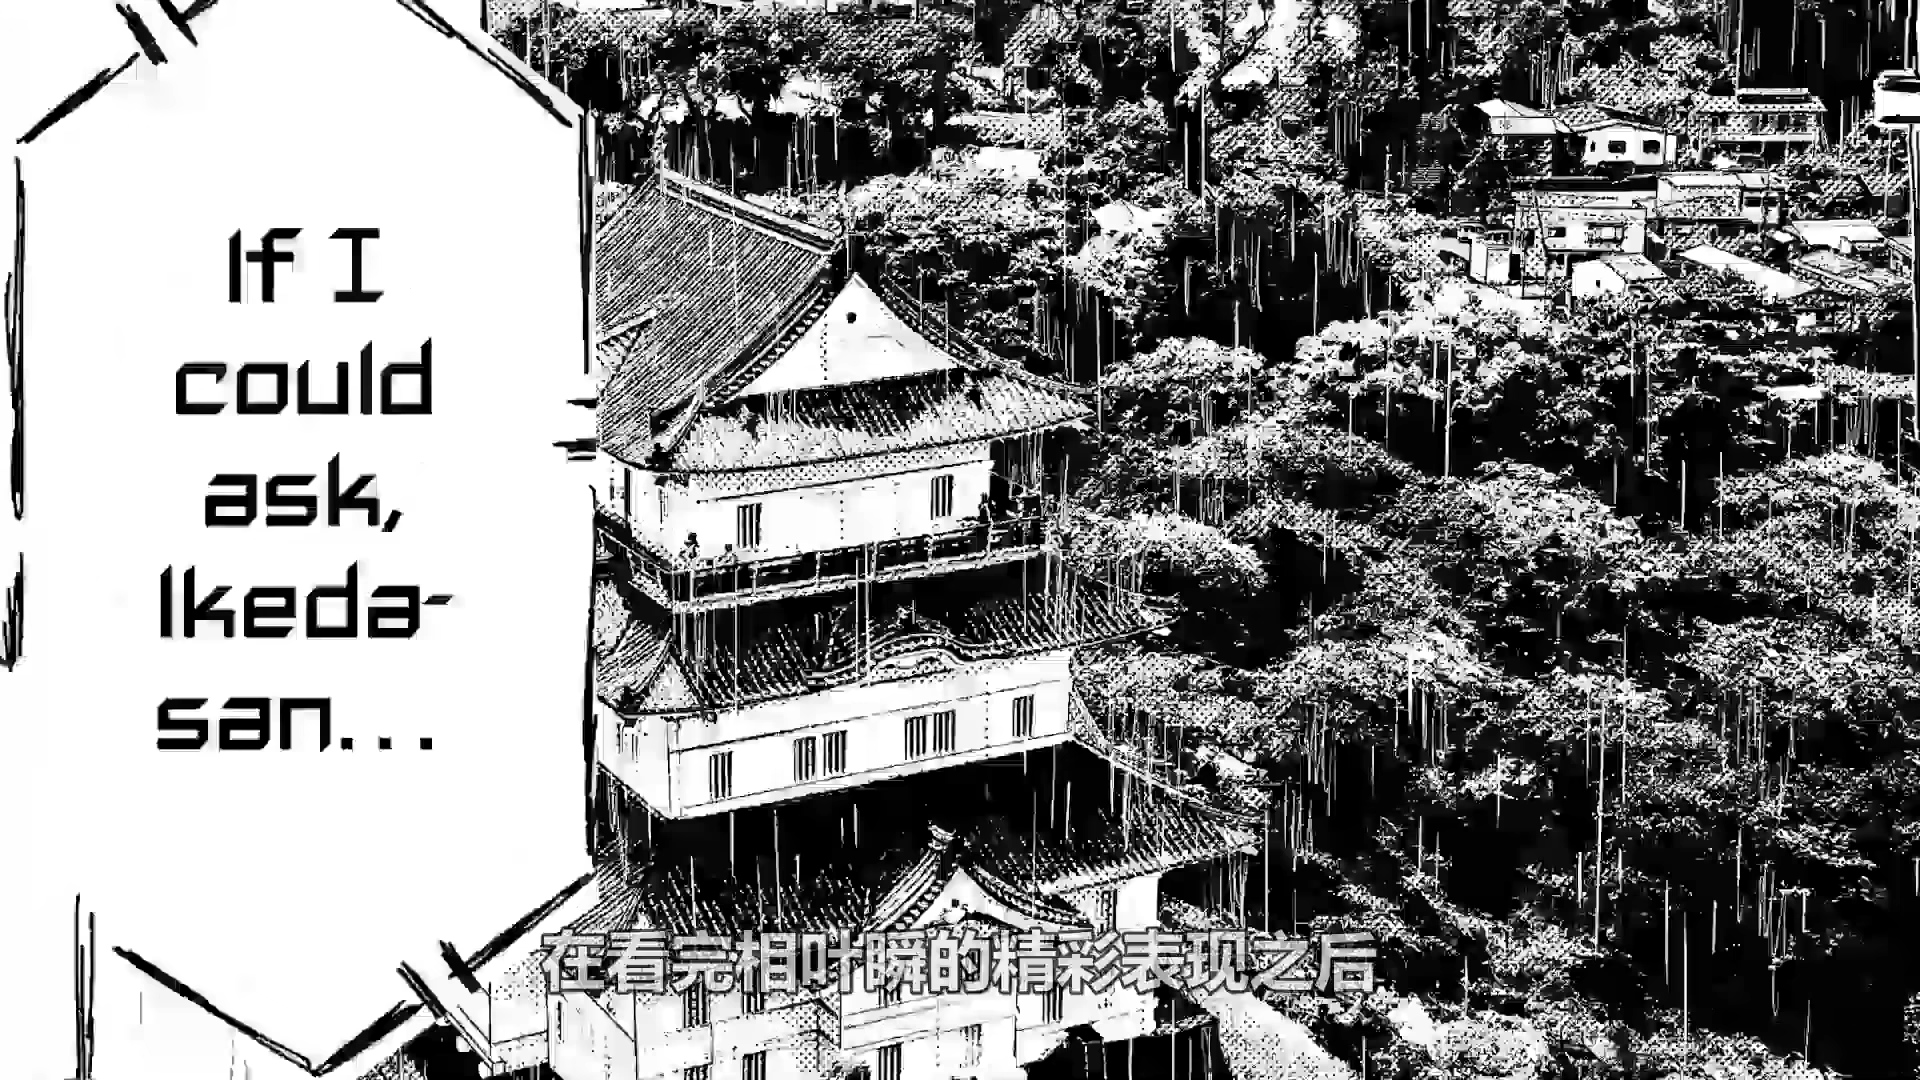 If I
could
ask,
Ikeda-
san...
在看完相叶瞬的精彩表现之后